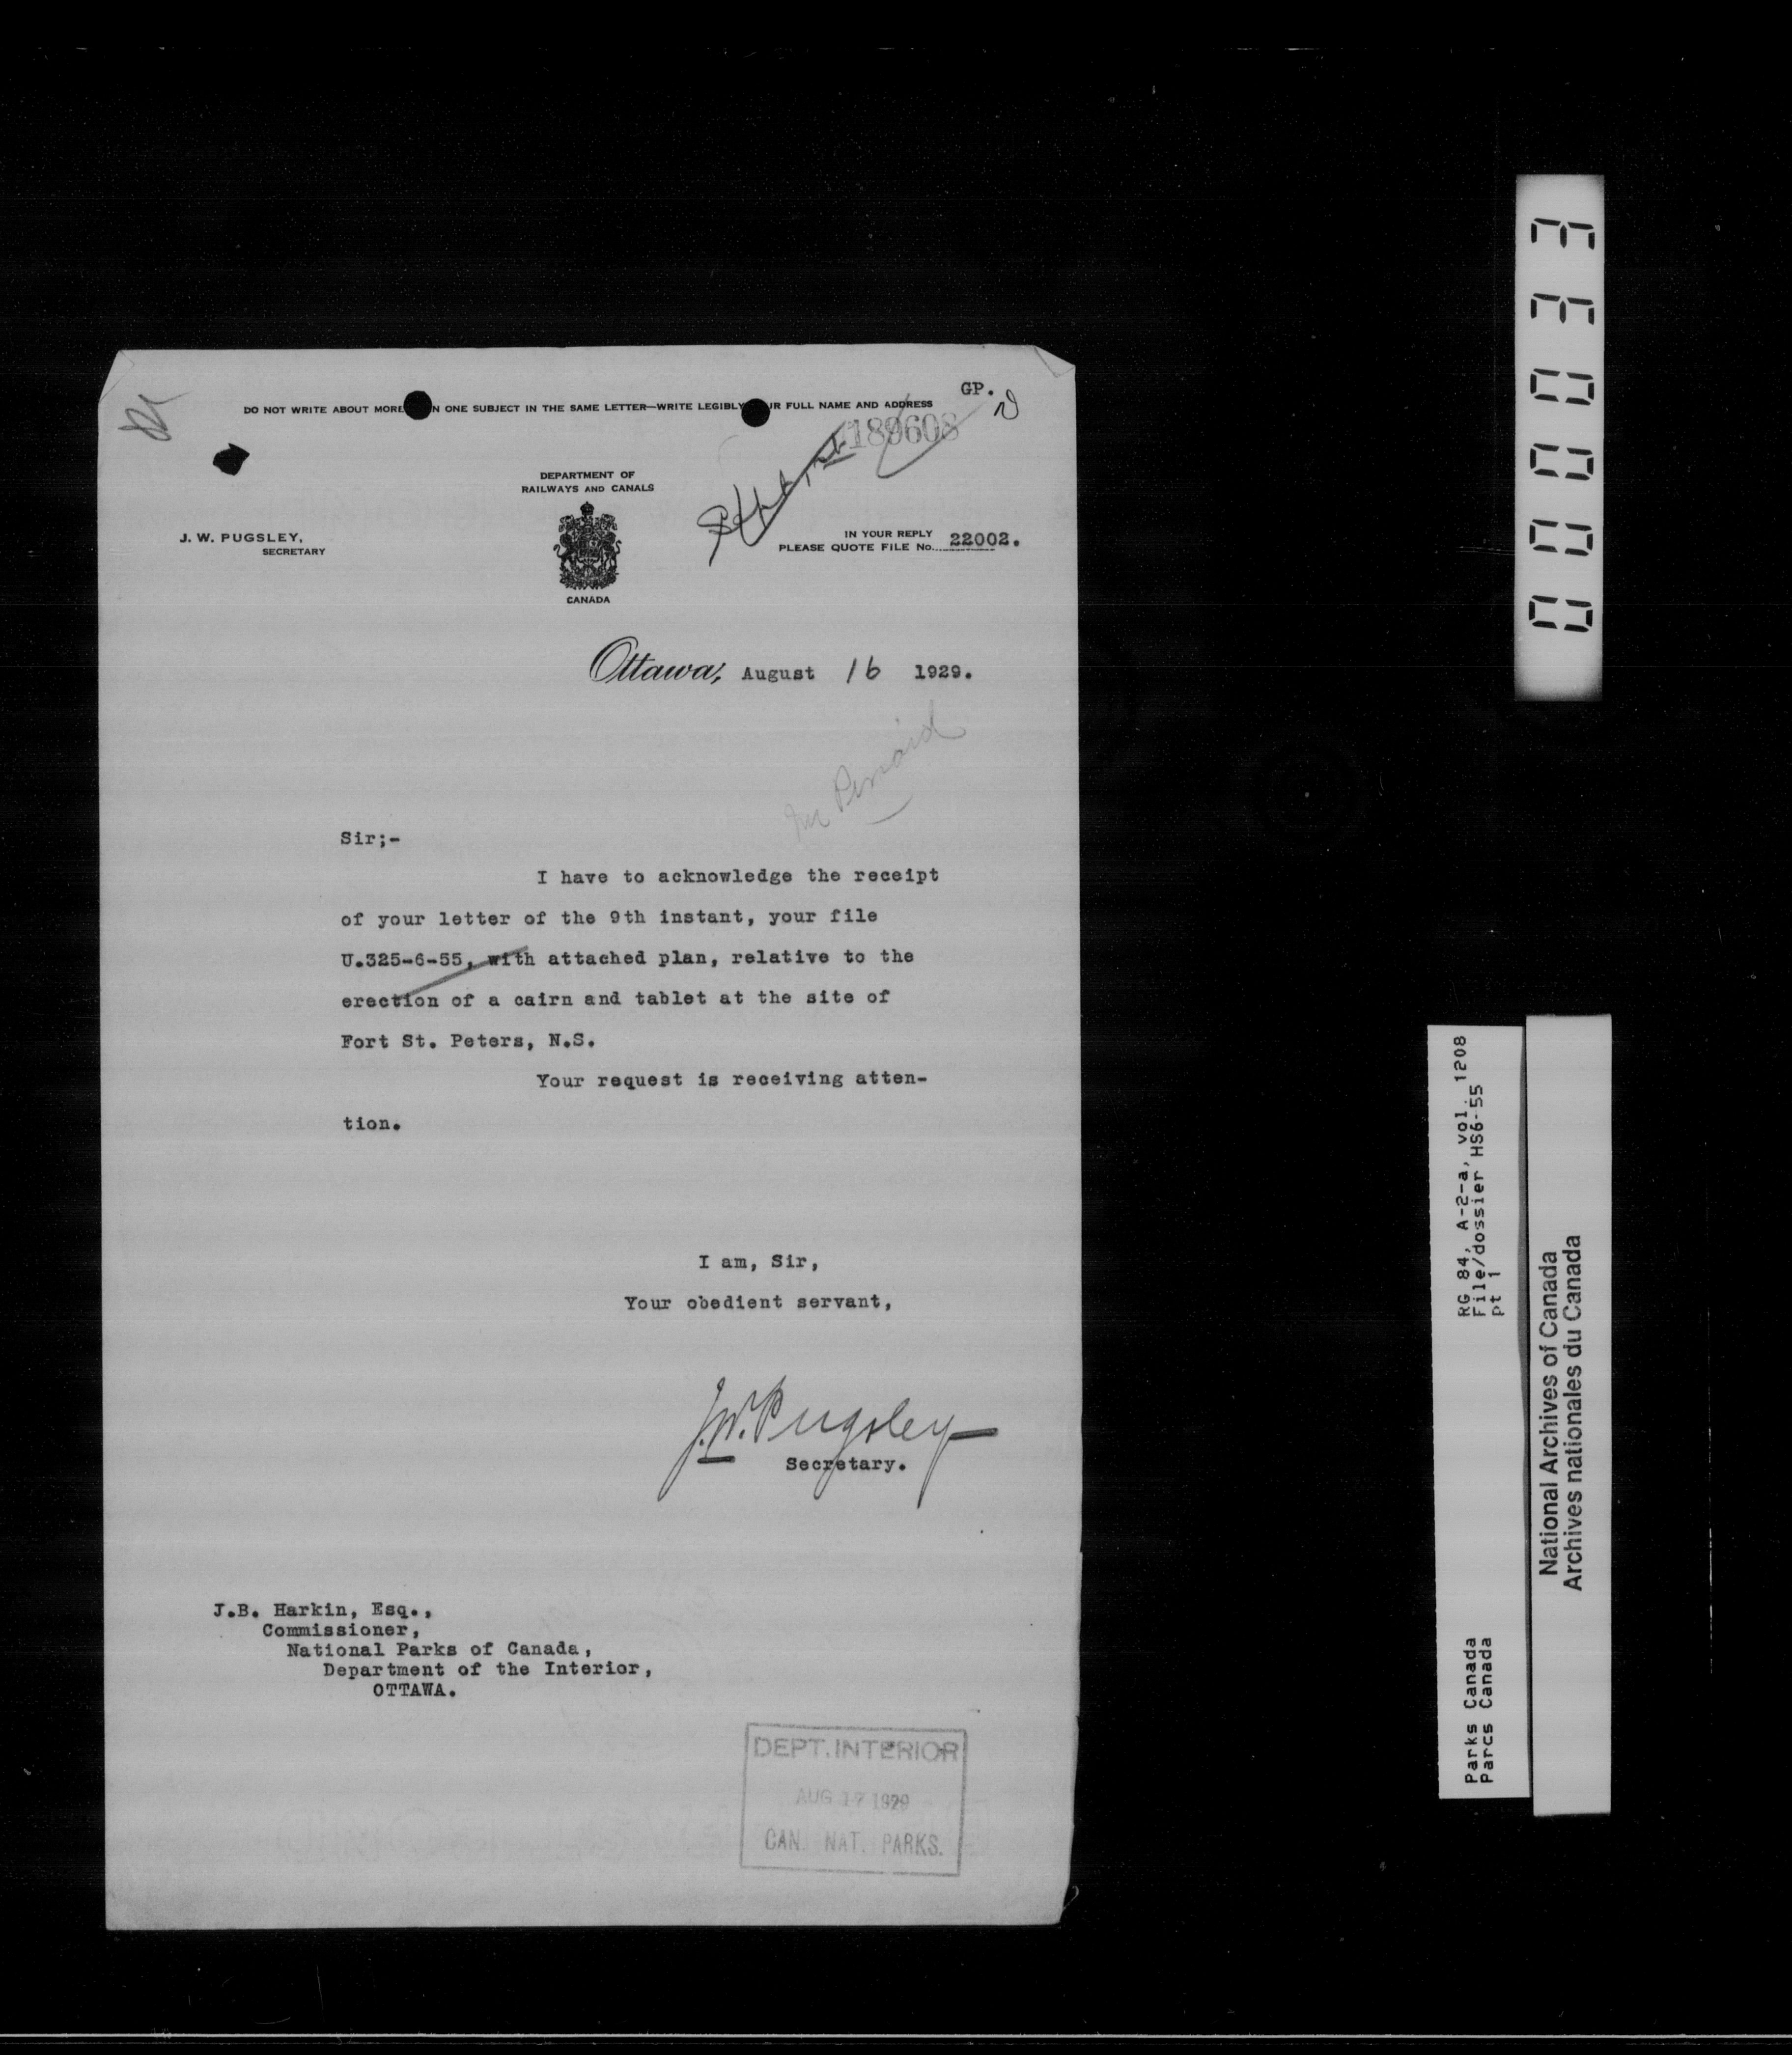 GP.
DO NOT WRITE ABOUT MORE N ONE SUBJECT IN THE SAME LETTER—WRITE LEGIBLY IR FULL NAME AND ADDRESS
189608
DEPARTMENT OF
RAILWAYS AND CANALS
J. W. PUGSLEY,
SECRETARY
IN YOUR REPLY
PLEASE QUOTE FILE No. 22002.
CANADA
Ottawa, August 16 1929.
Sir;-
I have to acknowledge the receipt
of your letter of the 9th instant, your file
U.325-6-55, with attached plan, relative to the
erection of a cairn and tablet at the site of
Fort St. Peters, N.S.
Your request is receiving atten-
tion.
I am, Sir,
Your obedient servant,
J.W. Pugsley
Secretary.
J.B. Harkin, Esq.,
Commissioner,
National Parks of Canada,
Department of the Interior,
OTTAWA.
DEPT. INTERIOR
AUG 17 1929
CAN. NAT. PARKS.
000033
RG 84, A-2-a, vol. 1208
File/dossier HS6-55
pt 1
Parks Canada
Parcs Canada
National Archives of Canada
Archives nationales du Canada